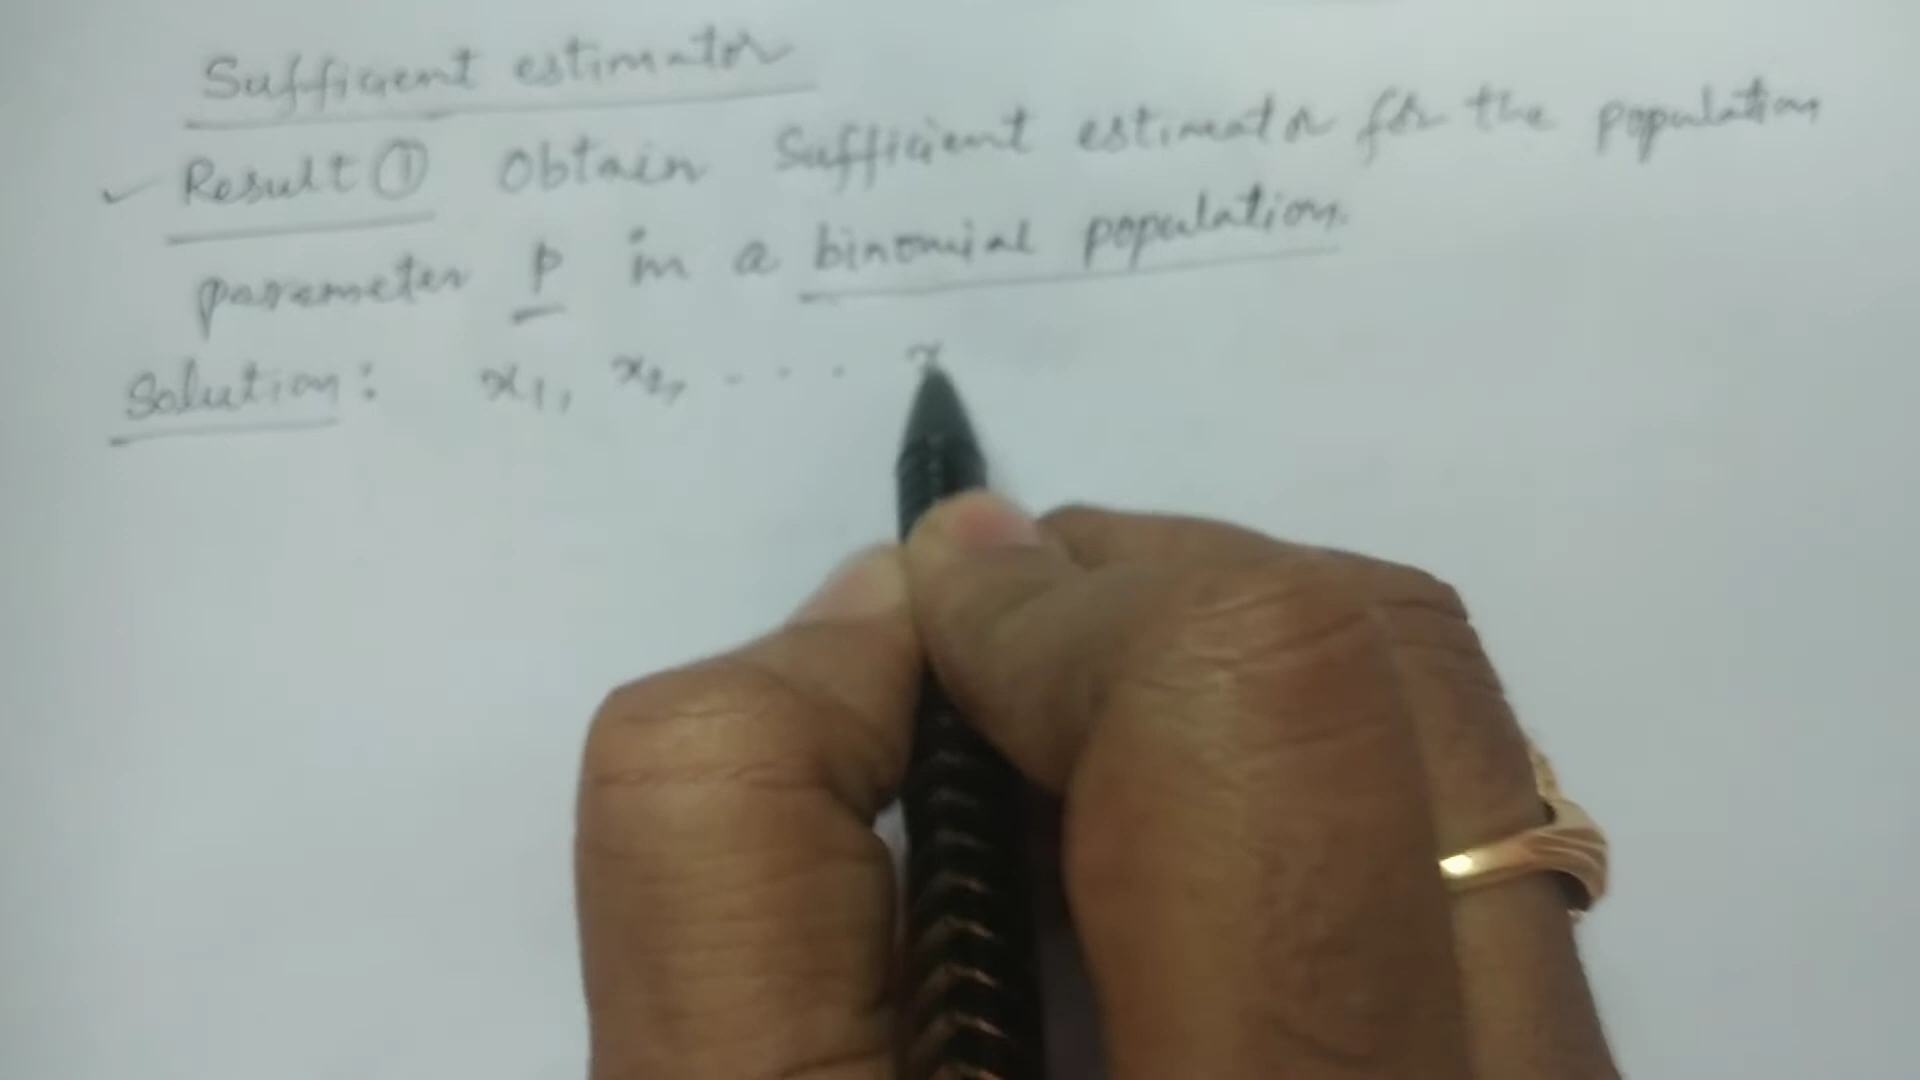 Sufficient estimator
✓ Result ① Obtain Sufficient estimator for the population
parameter p in a binomial population.
Solution: x₁, x₂, . . . x